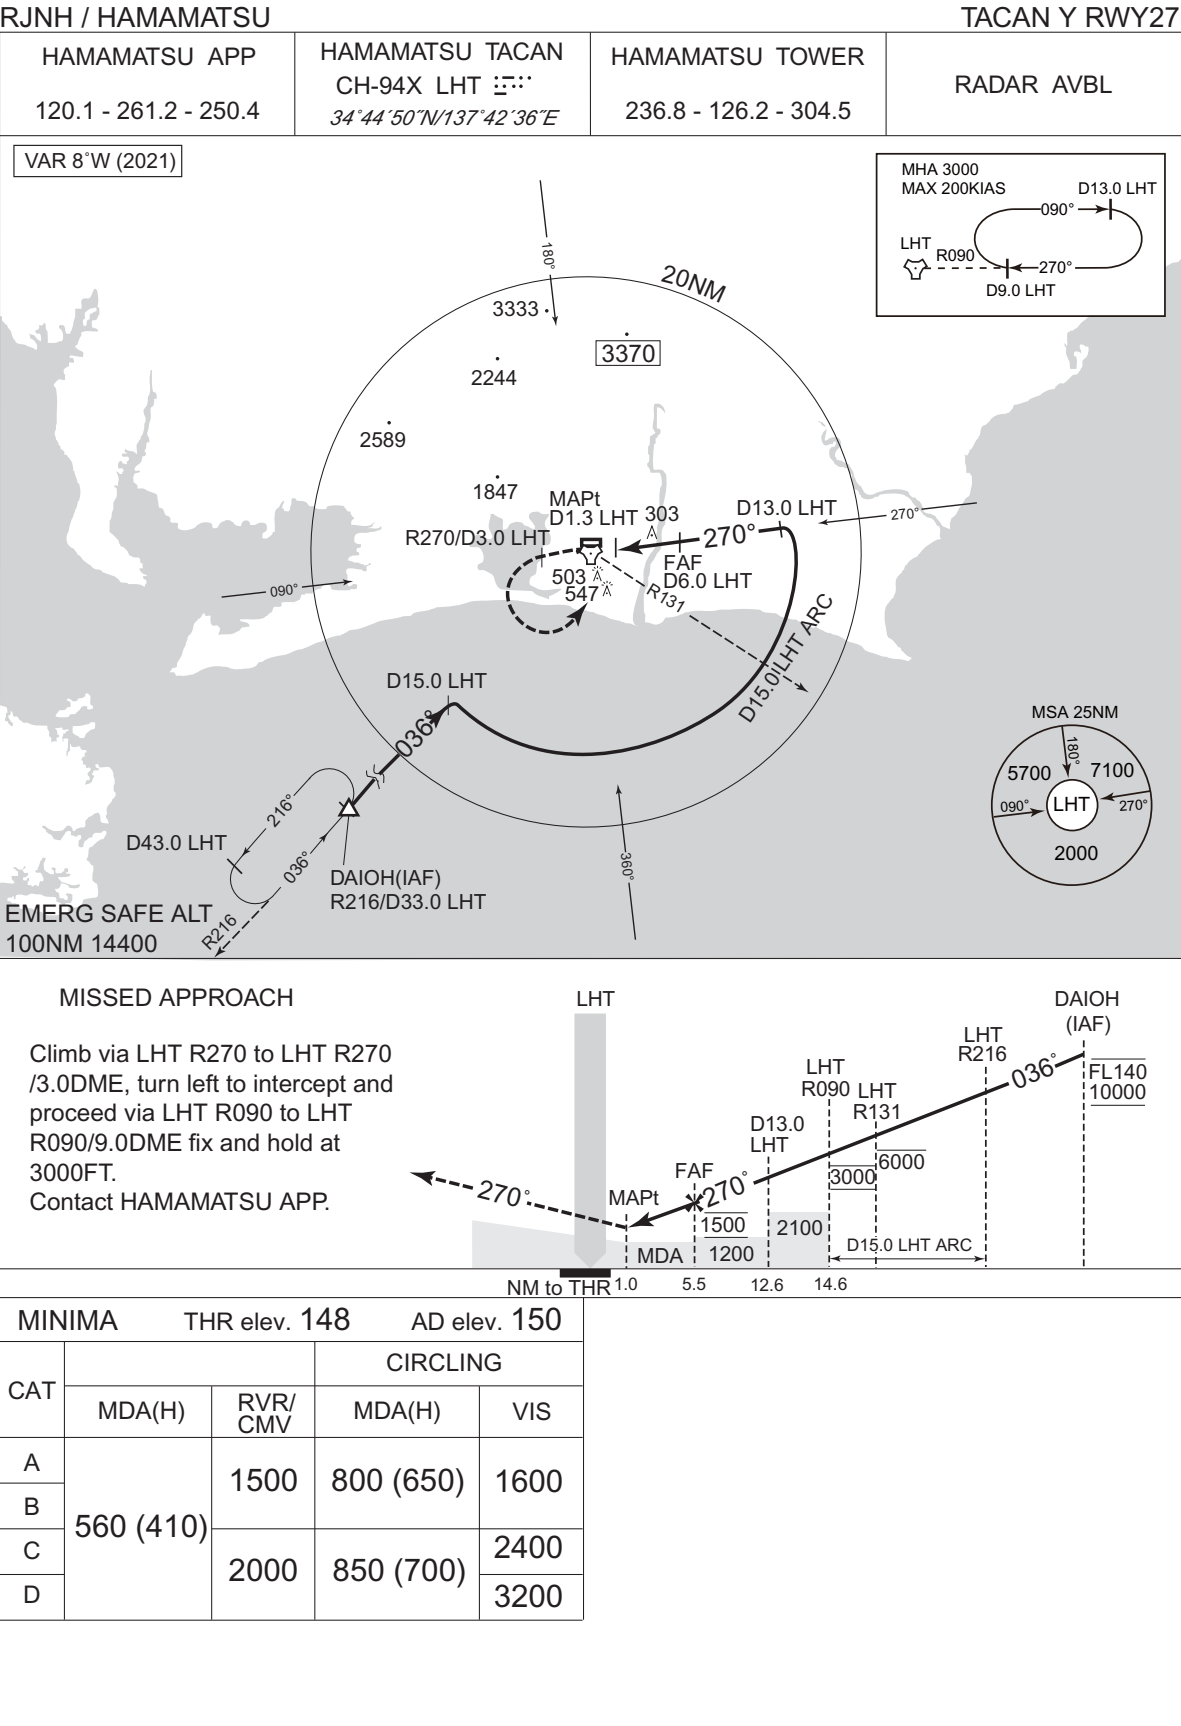 RJNH / HAMAMATSU
TACAN Y RWY27
HAMAMATSU APP
120.1 - 261.2 - 250.4
HAMAMATSU TACAN
CH-94X LHT
34°44´50˝N/137°42´36˝E
HAMAMATSU TOWER
236.8 - 126.2 - 304.5
RADAR AVBL
VAR 8°W (2021)
MHA 3000
MAX 200KIAS
D13.0 LHT
090°
LHT
R090
270°
D9.0 LHT
180°
20NM
3333
3370
2244
2589
1847
MAPt
D1.3 LHT
303
D13.0 LHT
270°
R270/D3.0 LHT
270°
FAF
D6.0 LHT
503
547
R131
090°
D15.0 LHT ARC
D15.0 LHT
036°
MSA 25NM
180°
5700
7100
090°
LHT
270°
2000
216°
D43.0 LHT
036°
360°
DAIOH(IAF)
R216/D33.0 LHT
EMERG SAFE ALT
100NM 14400
R216
MISSED APPROACH
Climb via LHT R270 to LHT R270
/3.0DME, turn left to intercept and
proceed via LHT R090 to LHT
R090/9.0DME fix and hold at
3000FT.
Contact HAMAMATSU APP.
LHT
DAIOH
(IAF)
LHT
R216
036°
FL140
10000
LHT
R090
LHT
R131
D13.0
LHT
6000
3000
FAF
270°
MAPt
270°
1500
2100
MDA
1200
D15.0 LHT ARC
NM to THR
1.0
5.5
12.6
14.6
MINIMA
THR elev. 148
AD elev. 150
CAT
CIRCLING
MDA(H)
RVR/
CMV
MDA(H)
VIS
A
B
C
D
560 (410)
1500
2000
800 (650)
850 (700)
1600
2400
3200